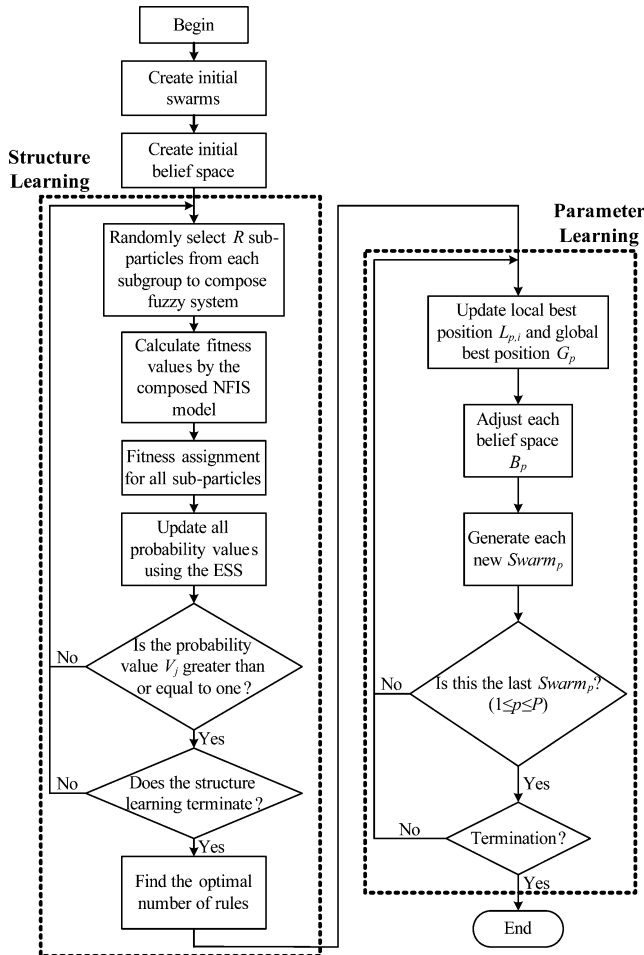 Begin
Create initial
swarms
Create initial
belief space
Structure
Learning
Randomly select R sub-
particles from each
subgroup to compose
fuzzy system
Calculate fitness
values by the
composed NFIS
model
Fitness assignment
for all sub-particles
Update all
probability values
using the ESS
Is the probability
value Vj greater than
or equal to one?
No
Yes
Does the structure
learning terminate?
No
Yes
Find the optimal
number of rules
Parameter
Learning
Update local best
position Lp,i and global
best position Gp
Adjust each
belief space
Bp
Generate each
new Swarmp
Is this the last Swarmp?
(1≤p≤P)
No
Yes
Termination?
No
Yes
End